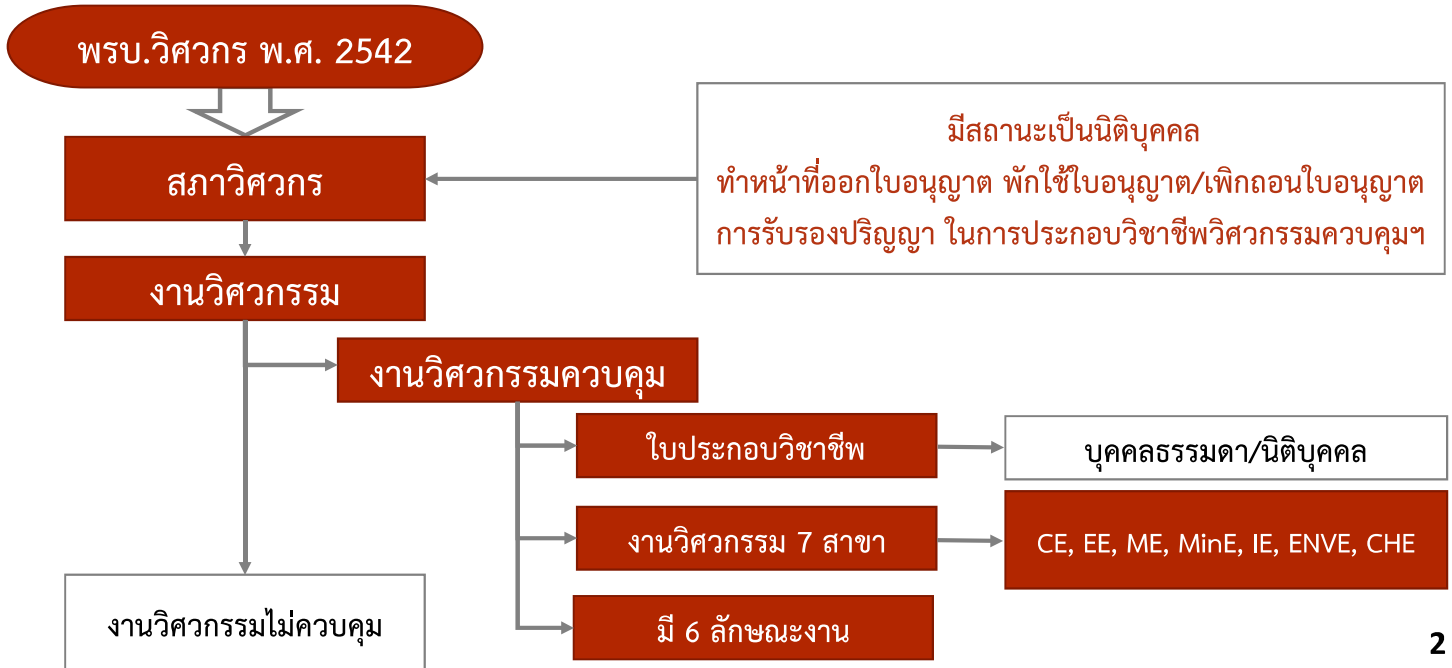 พรบ.วิศวกร พ.ศ. 2542
สภาวิศวกร
มีสถานะเป็นนิติบุคคล
ทำหน้าที่ออกใบอนุญาต พักใช้ใบอนุญาต/เพิกถอนใบอนุญาต
การรับรองปริญญา ในการประกอบวิชาชีพวิศวกรรมควบคุมฯ
งานวิศวกรรม
งานวิศวกรรมควบคุม
ใบประกอบวิชาชีพ
บุคคลธรรมดา/นิติบุคคล
งานวิศวกรรม 7 สาขา
CE, EE, ME, MinE, IE, ENVE, CHE
งานวิศวกรรมไม่ควบคุม
มี 6 ลักษณะงาน
2